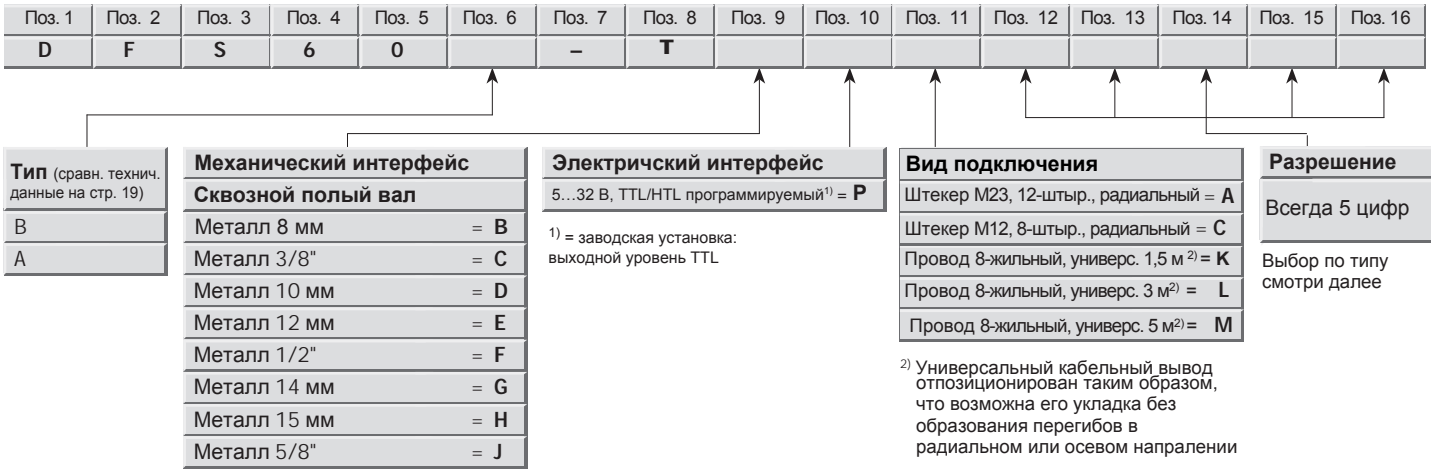 Поз. 1 Поз. 2 Поз. 3 Поз. 4 Поз. 5 Поз. 6 Поз. 7 Поз. 8 Поз. 9 Поз. 10 Поз. 11 Поз. 12 Поз. 13 Поз. 14 Поз. 15 Поз. 16
D F S 6 0 – T
Тип (сравн. технич.
данные на стр. 19)
B
A
Механический интерфейс
Сквозной полый вал
Металл 8 мм = B
Металл 3/8" = C
Металл 10 мм = D
Металл 12 мм = E
Металл 1/2" = F
Металл 14 мм = G
Металл 15 мм = H
Металл 5/8" = J
Электричский интерфейс
5…32 В, TTL/HTL программируемый¹⁾ = P
¹⁾ = заводская установка:
выходной уровень TTL
Вид подключения
Штекер M23, 12-штыр., радиальный = A
Штекер M12, 8-штыр., радиальный = C
Провод 8-жильный, универс. 1,5 м ²⁾ = K
Провод 8-жильный, универс. 3 м²⁾ = L
Провод 8-жильный, универс. 5 м²⁾ = M
²⁾ Универсальный кабельный вывод
отпозиционирован таким образом,
что возможна его укладка без
образования перегибов в
радиальном или осевом напралении
Разрешение
Всегда 5 цифр
Выбор по типу
смотри далее